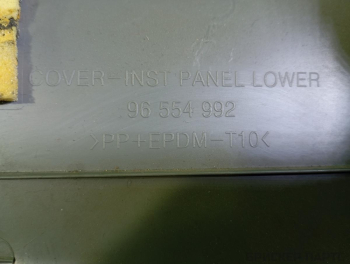 COVER-INST PANEL LOWER
96 554 992
>PP+EPDM-T10<